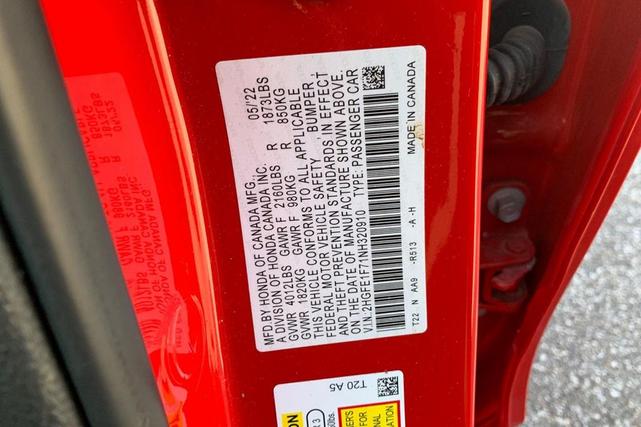 MFD.BY HONDA OF CANADA MFG.
A DIVISION OF HONDA CANADA INC. 05/'22
GVWR 4012LBS GAWR F 2160LBS R 1873LBS
GVWR 1820KG GAWR F 980KG R 850KG
THIS VEHICLE CONFORMS TO ALL APPLICABLE
FEDERAL MOTOR VEHICLE SAFETY , BUMPER ,
AND THEFT PREVENTION STANDARDS IN EFFECT
ON THE DATE OF MANUFACTURE SHOWN ABOVE
V.I.N: 2HGFE1F71NH320910 TYPE: PASSENGER CAR
T22 N AA9 -R513 -A -H MADE IN CANADA
T20 A5